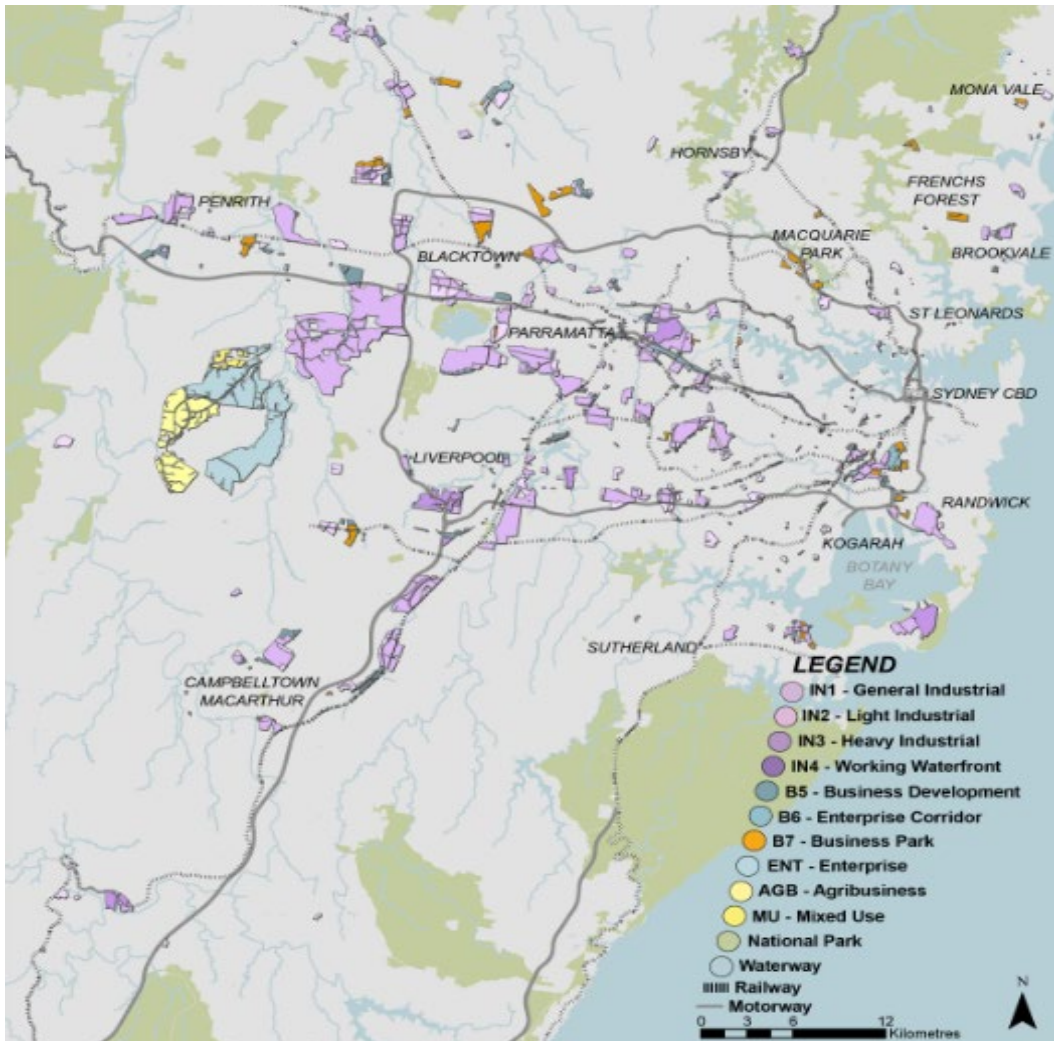 MONA VALE
HORNSBY
FRENCHS
FOREST
PENRITH
MACQUARIE
PARK
BROOKVALE
BLACKTOWN
ST LEONARDS
PARRAMATTA
SYDNEY CBD
LIVERPOOL
RANDWICK
KOGARAH
BOTANY
BAY
SUTHERLAND
CAMPBELLTOWN
MACARTHUR
LEGEND
IN1 - General Industrial
IN2 - Light Industrial
IN3 - Heavy Industrial
IN4 - Working Waterfront
B5 - Business Development
B6 - Enterprise Corridor
B7 - Business Park
ENT - Enterprise
AGB - Agribusiness
MU - Mixed Use
National Park
Waterway
Railway
Motorway
N
0 3 6 12
Kilometres